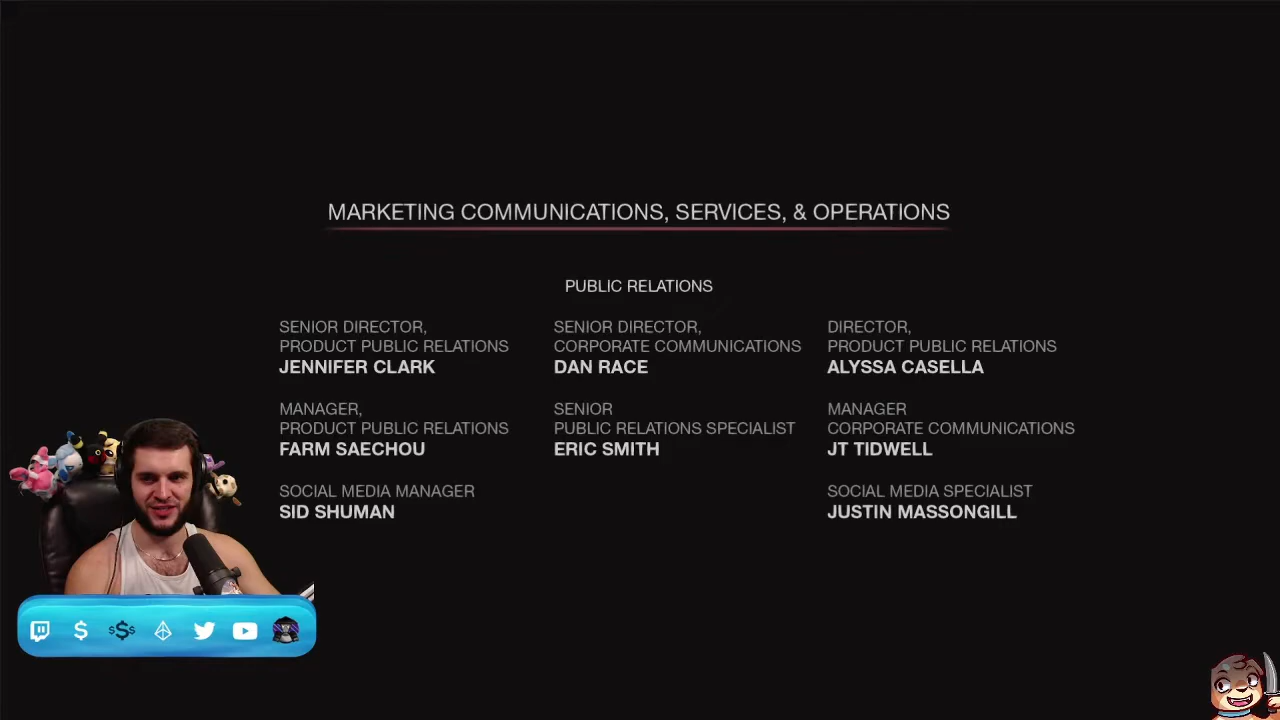 MARKETING COMMUNICATIONS, SERVICES, & OPERATIONS
PUBLIC RELATIONS
SENIOR DIRECTOR,
PRODUCT PUBLIC RELATIONS
JENNIFER CLARK
SENIOR DIRECTOR,
CORPORATE COMMUNICATIONS
DAN RACE
DIRECTOR,
PRODUCT PUBLIC RELATIONS
ALYSSA CASELLA
MANAGER,
PRODUCT PUBLIC RELATIONS
FARM SAECHOU
SENIOR
PUBLIC RELATIONS SPECIALIST
ERIC SMITH
MANAGER
CORPORATE COMMUNICATIONS
JT TIDWELL
SOCIAL MEDIA MANAGER
SID SHUMAN
SOCIAL MEDIA SPECIALIST
JUSTIN MASSONGILL
$
$$$